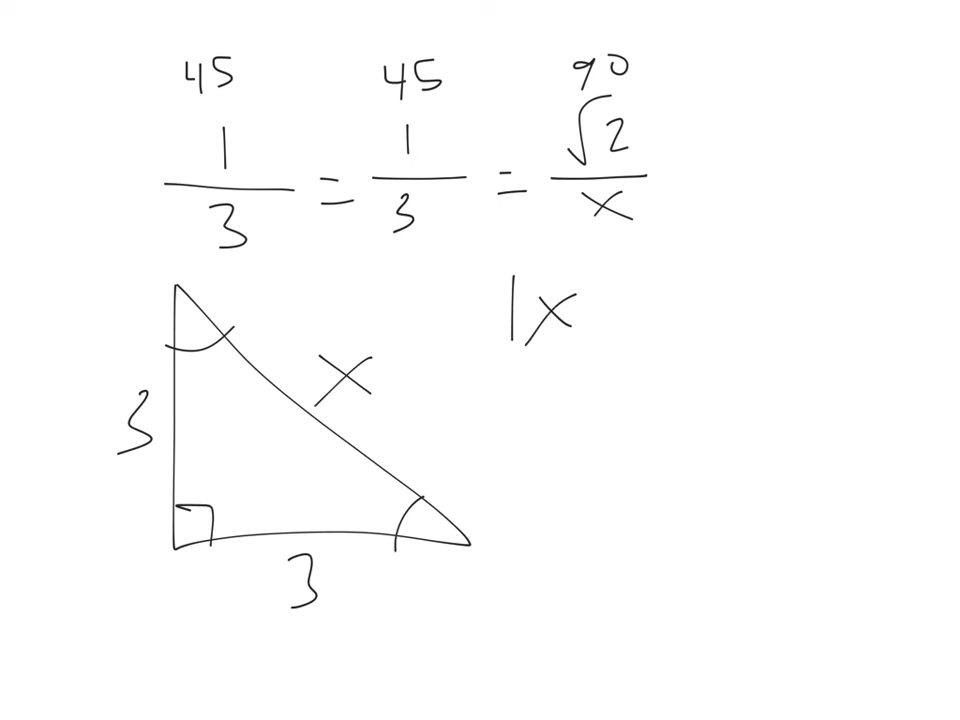 45 45 90
1/3 = 1/3 = √2/x
1x
x
3
3